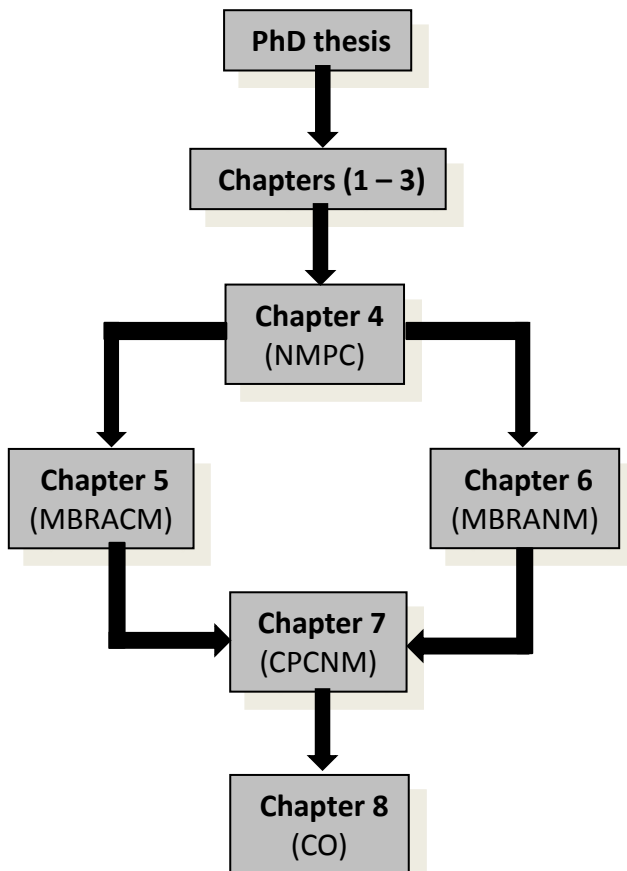 PhD thesis
Chapters (1 – 3)
Chapter 4
(NMPC)
Chapter 5
(MBRACM)
Chapter 6
(MBRANM)
Chapter 7
(CPCNM)
Chapter 8
(CO)